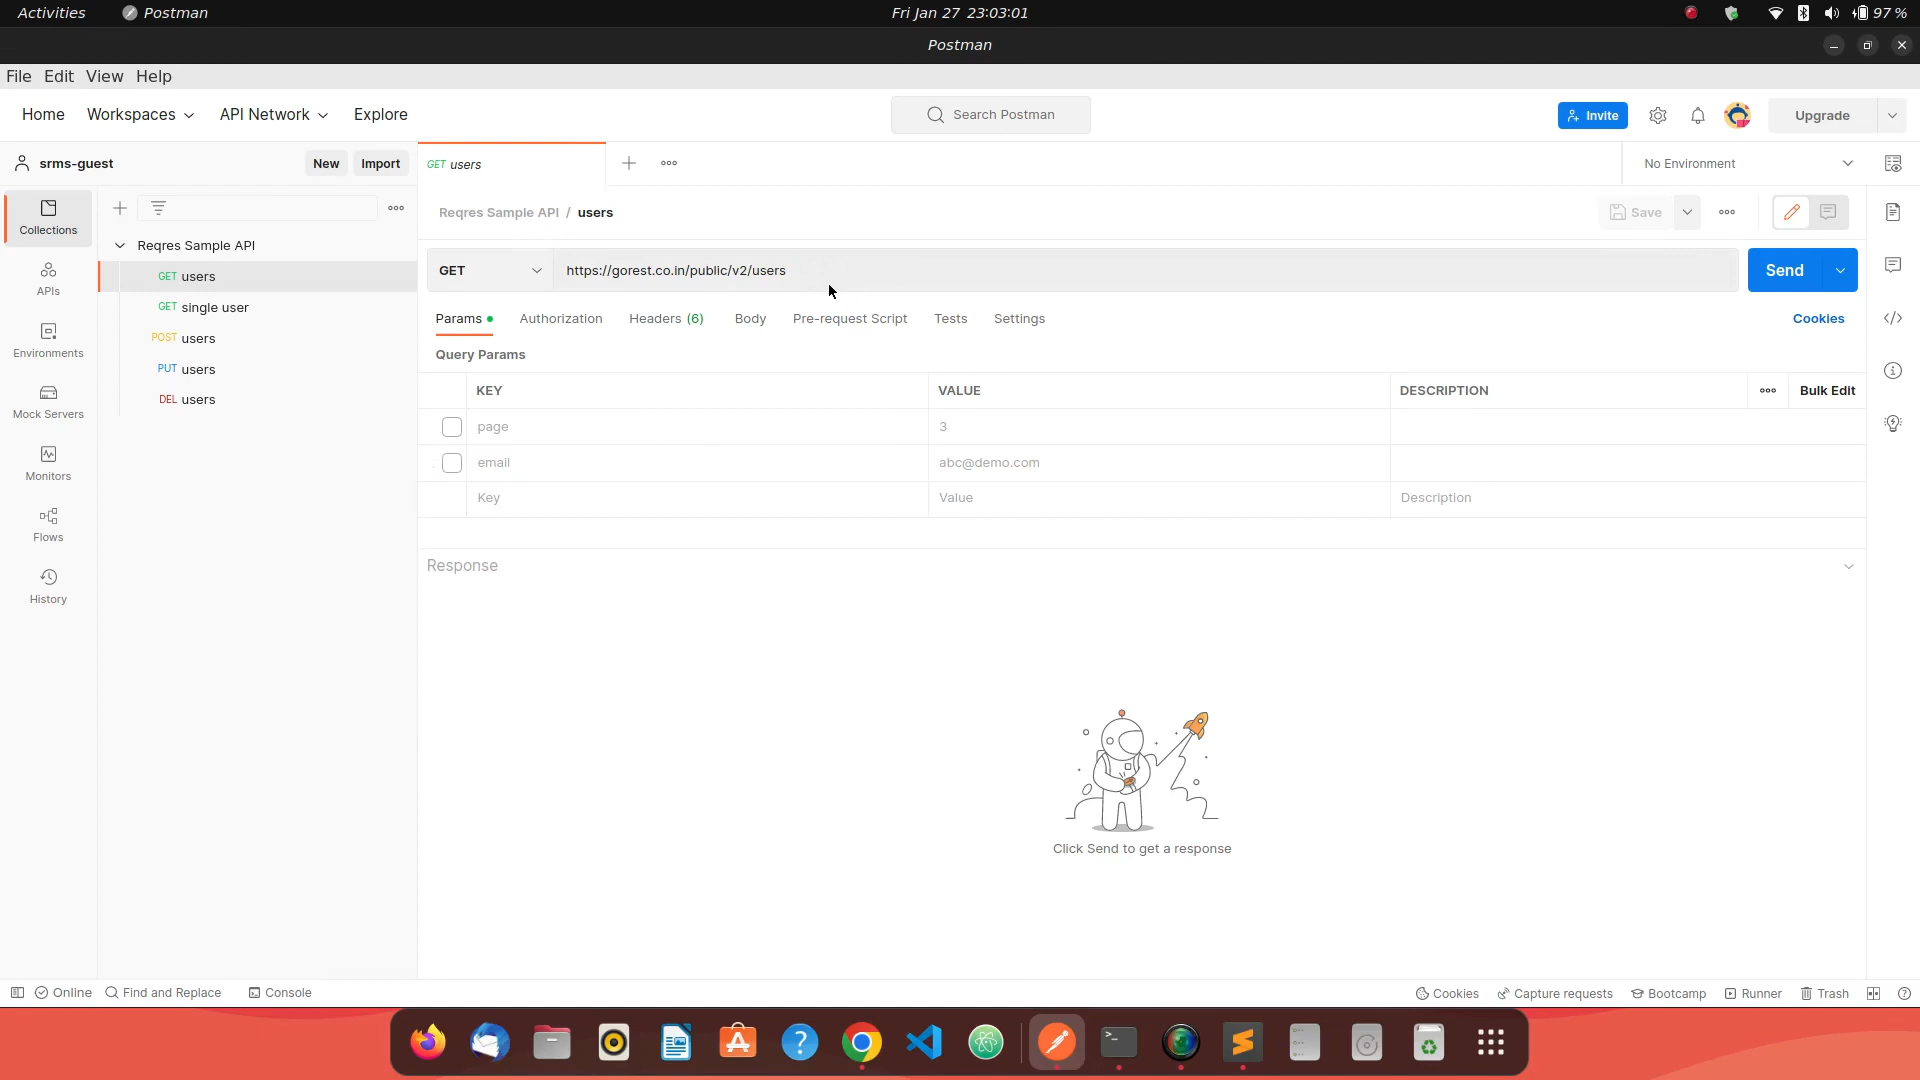 Activities Postman Fri Jan 27 23:03:01 97 %
Postman
File Edit View Help
Home Workspaces API Network Explore Search Postman Invite Upgrade
srms-guest New Import GET users No Environment
Collections
Reqres Sample API / users Save
Reqres Sample API
GET users
GET single user
POST users
PUT users
DEL users
APIs
Environments
Mock Servers
Monitors
Flows
History
GET https://gorest.co.in/public/v2/users Send
Params Authorization Headers (6) Body Pre-request Script Tests Settings Cookies
Query Params
KEY VALUE DESCRIPTION Bulk Edit
page 3
email abc@demo.com
Key Value Description
Response
Click Send to get a response
Online Find and Replace Console Cookies Capture requests Bootcamp Runner Trash